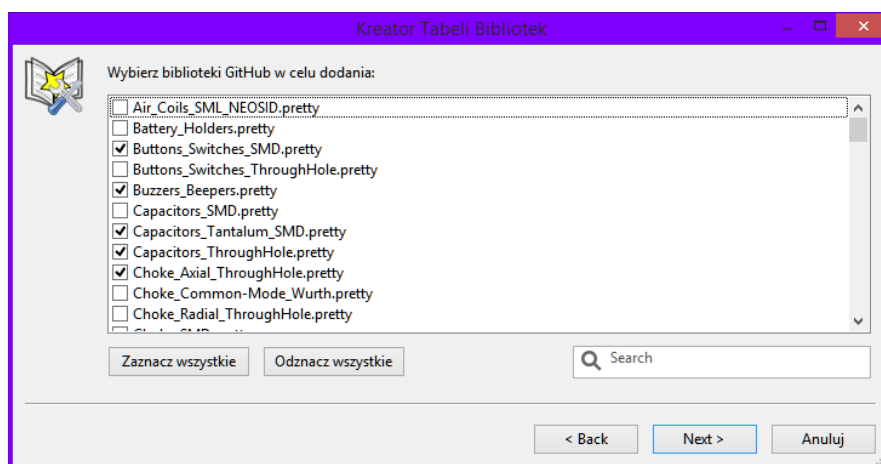 Kreator Tabeli Bibliotek
Wybierz biblioteki GitHub w celu dodania:
Air_Coils_SML_NEOSID.pretty
Battery_Holders.pretty
Buttons_Switches_SMD.pretty
Buttons_Switches_ThroughHole.pretty
Buzzers_Beepers.pretty
Capacitors_SMD.pretty
Capacitors_Tantalum_SMD.pretty
Capacitors_ThroughHole.pretty
Choke_Axial_ThroughHole.pretty
Choke_Common-Mode_Wurth.pretty
Choke_Radial_ThroughHole.pretty
Zaznacz wszystkie Odznacz wszystkie Search
< Back Next > Anuluj